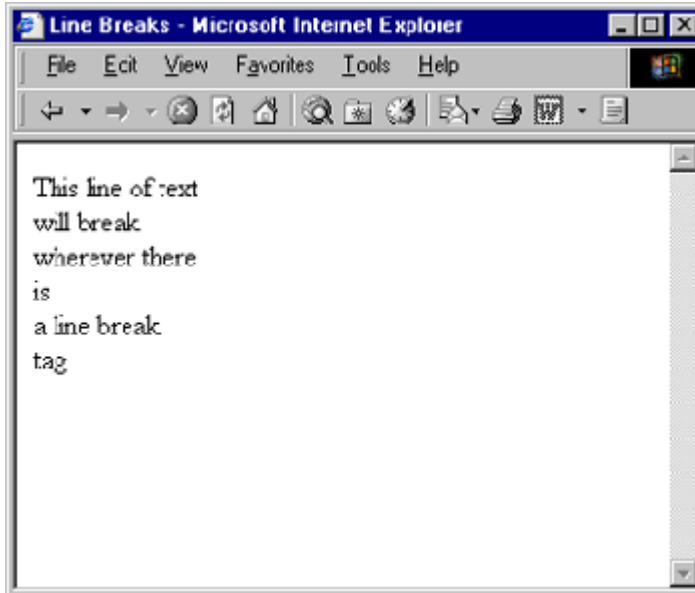 Line Breaks - Microsoft Internet Explorer
File Edit View Favorites Tools Help
This line of text
will break
wherever there
is
a line break
tag